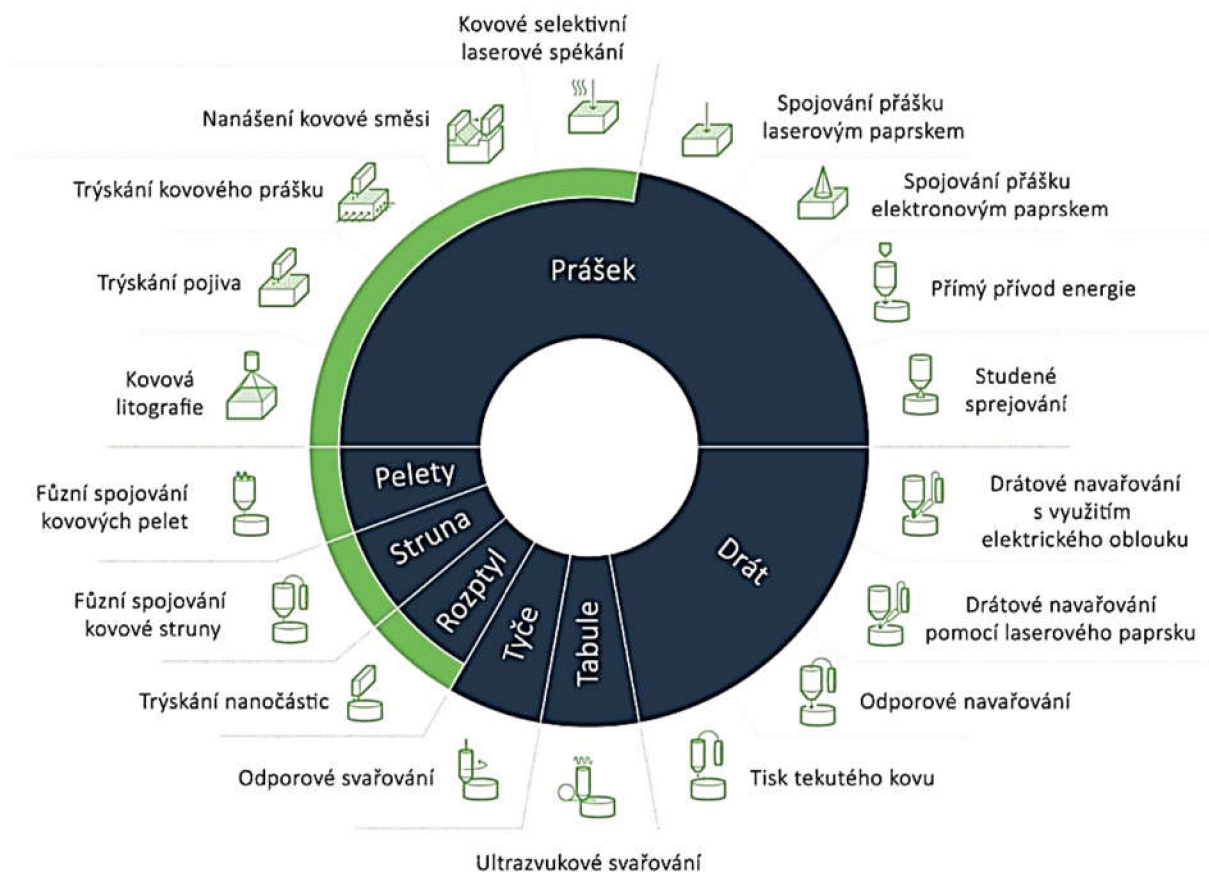 Kovové selektivní
laserové spékání
Spojování přášku
laserovým paprskem
Spojování přášku
elektronovým paprskem
Přímý přívod energie
Studené
sprejování
Drátové navařování
s využitím
elektrického oblouku
Drátové navařování
pomocí laserového paprsku
Odporové navařování
Tisk tekutého kovu
Ultrazvukové svařování
Odporové svařování
Trýskání nanočástic
Fůzní spojování
kovové struny
Fůzní spojování
kovových pelet
Kovová
litografie
Trýskání pojiva
Trýskání kovového prášku
Nanášení kovové směsi
Prášek
Drát
Tabule
Tyče
Rozptyl
Struna
Pelety